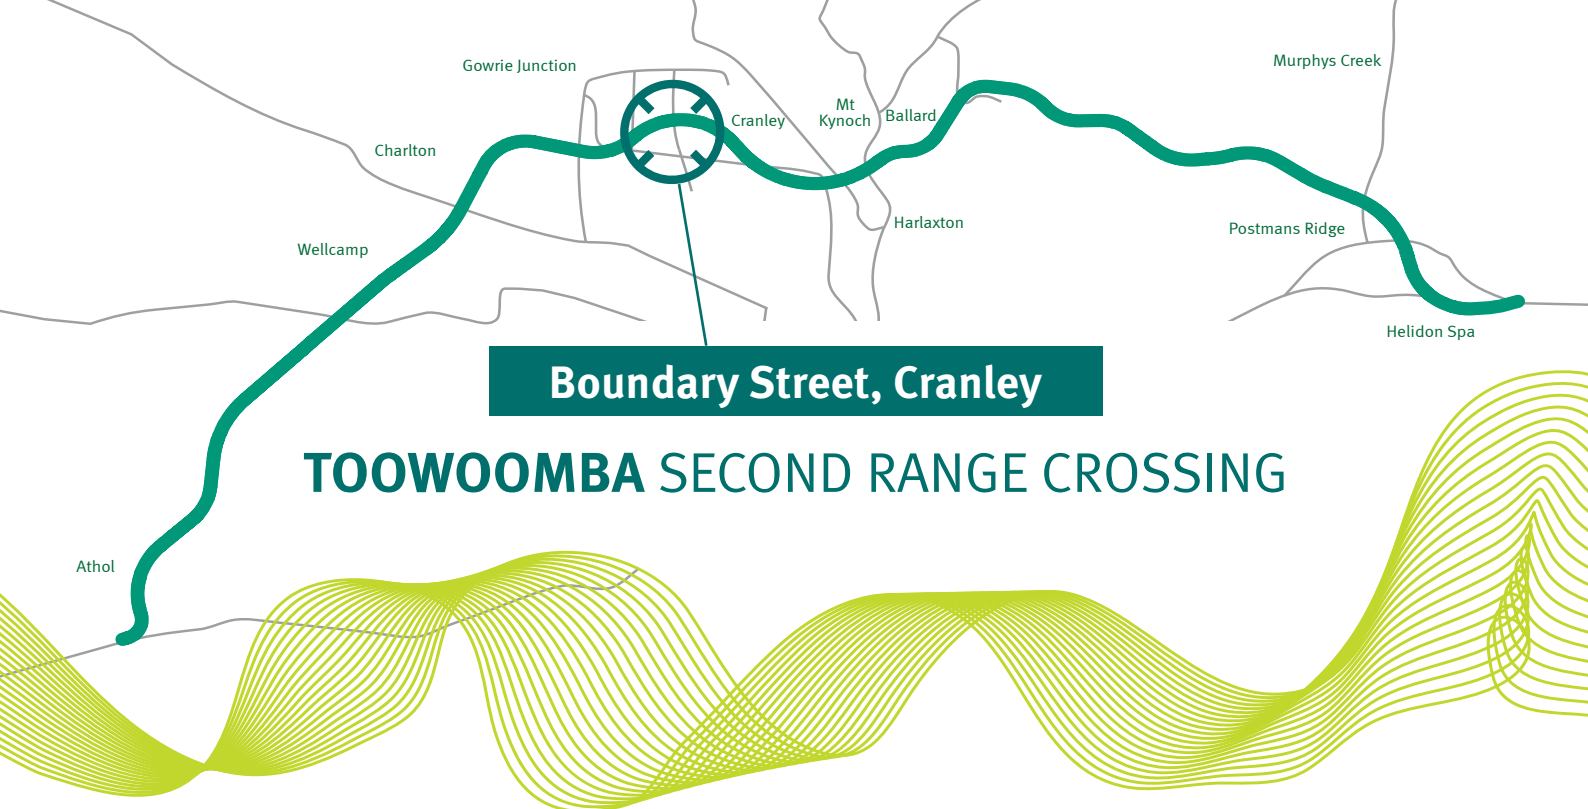 Gowrie Junction
Murphys Creek
Mt
Kynoch
Ballard
Cranley
Charlton
Harlaxton
Postmans Ridge
Wellcamp
Helidon Spa
Boundary Street, Cranley
TOOWOOMBA SECOND RANGE CROSSING
Athol